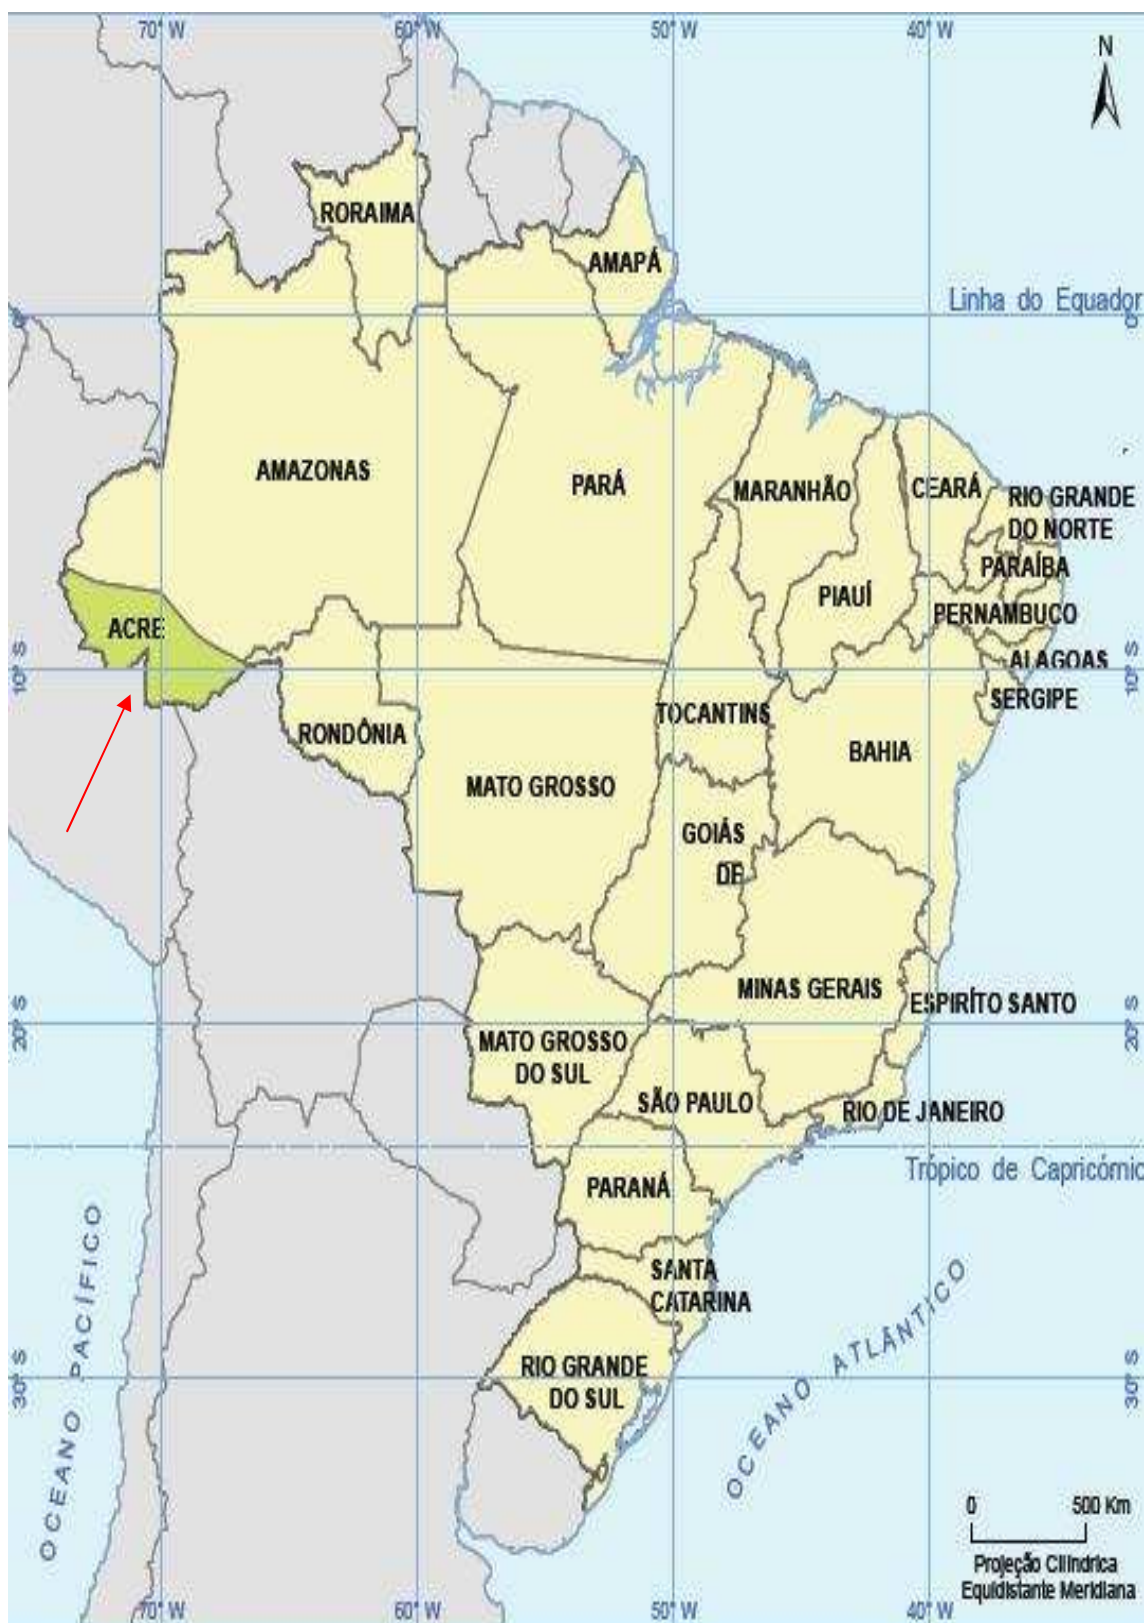 70° W 60° W 50° W 40° W
N
RORAIMA
AMAPÁ
Linha do Equador
0° 0°
AMAZONAS
PARÁ
MARANHÃO
CEARÁ
RIO GRANDE
DO NORTE
PARAÍBA
PIAUÍ
PERNAMBUCO
ACRE
ALAGOAS
10° S 10° S
SERGIPE
TOCANTINS
RONDÔNIA
BAHIA
MATO GROSSO
GOIÁS
DF
MINAS GERAIS
ESPIRÍTO SANTO
20° S 20° S
MATO GROSSO
DO SUL
SÃO PAULO
RIO DE JANEIRO
Trópico de Capricórnio
PARANÁ
SANTA
CATARINA
OCEANO PACÍFICO
OCEANO ATLÂNTICO
RIO GRANDE
DO SUL
30° S 30° S
0 500 Km
Projeção Cilíndrica
Equidistante Meridiana
70° W 60° W 50° W 40° W